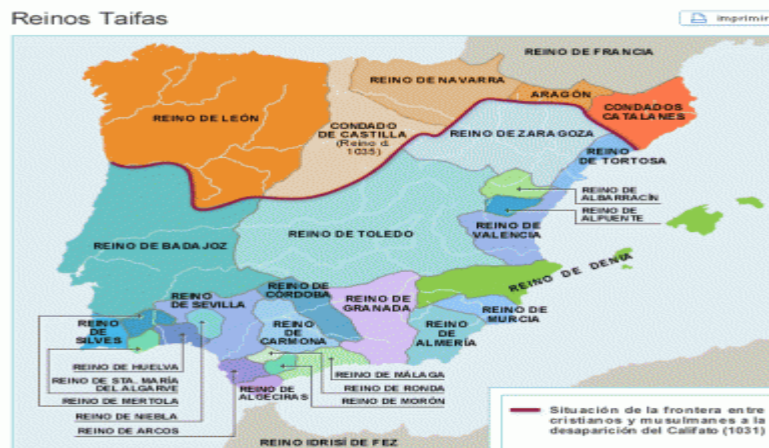 Reinos Taifas
imprimir
REINO DE FRANCIA
REINO DE NAVARRA
ARAGÓN
CONDADOS
CATALANES
REINO DE LEÓN
CONDADO
DE CASTILLA
(Reino d.
1035)
REINO DE ZARAGOZA
REINO
DE TORTOSA
REINO DE
ALBARRACÍN
REINO DE
ALPUENTE
REINO DE
VALENCIA
REINO DE TOLEDO
REINO DE BADAJOZ
REINO DE DENIA
REINO DE
CÓRDOBA
REINO
DE SEVILLA
REINO DE
GRANADA
REINO DE
MURCIA
REINO
DE
SILVES
REINO
DE
CARMONA
REINO
DE
ALMERÍA
REINO DE HUELVA
REINO DE STA. MARÍA
DEL ALGARVE
REINO DE MERTOLA
REINO DE NIEBLA
REINO DE ARCOS
REINO DE
ALGECIRAS
REINO DE MÁLAGA
REINO DE RONDA
REINO DE MORÓN
REINO IDRISÍ DE FEZ
Situación de la frontera entre
cristianos y musulmanes a la
desaparición del Califato (1031)